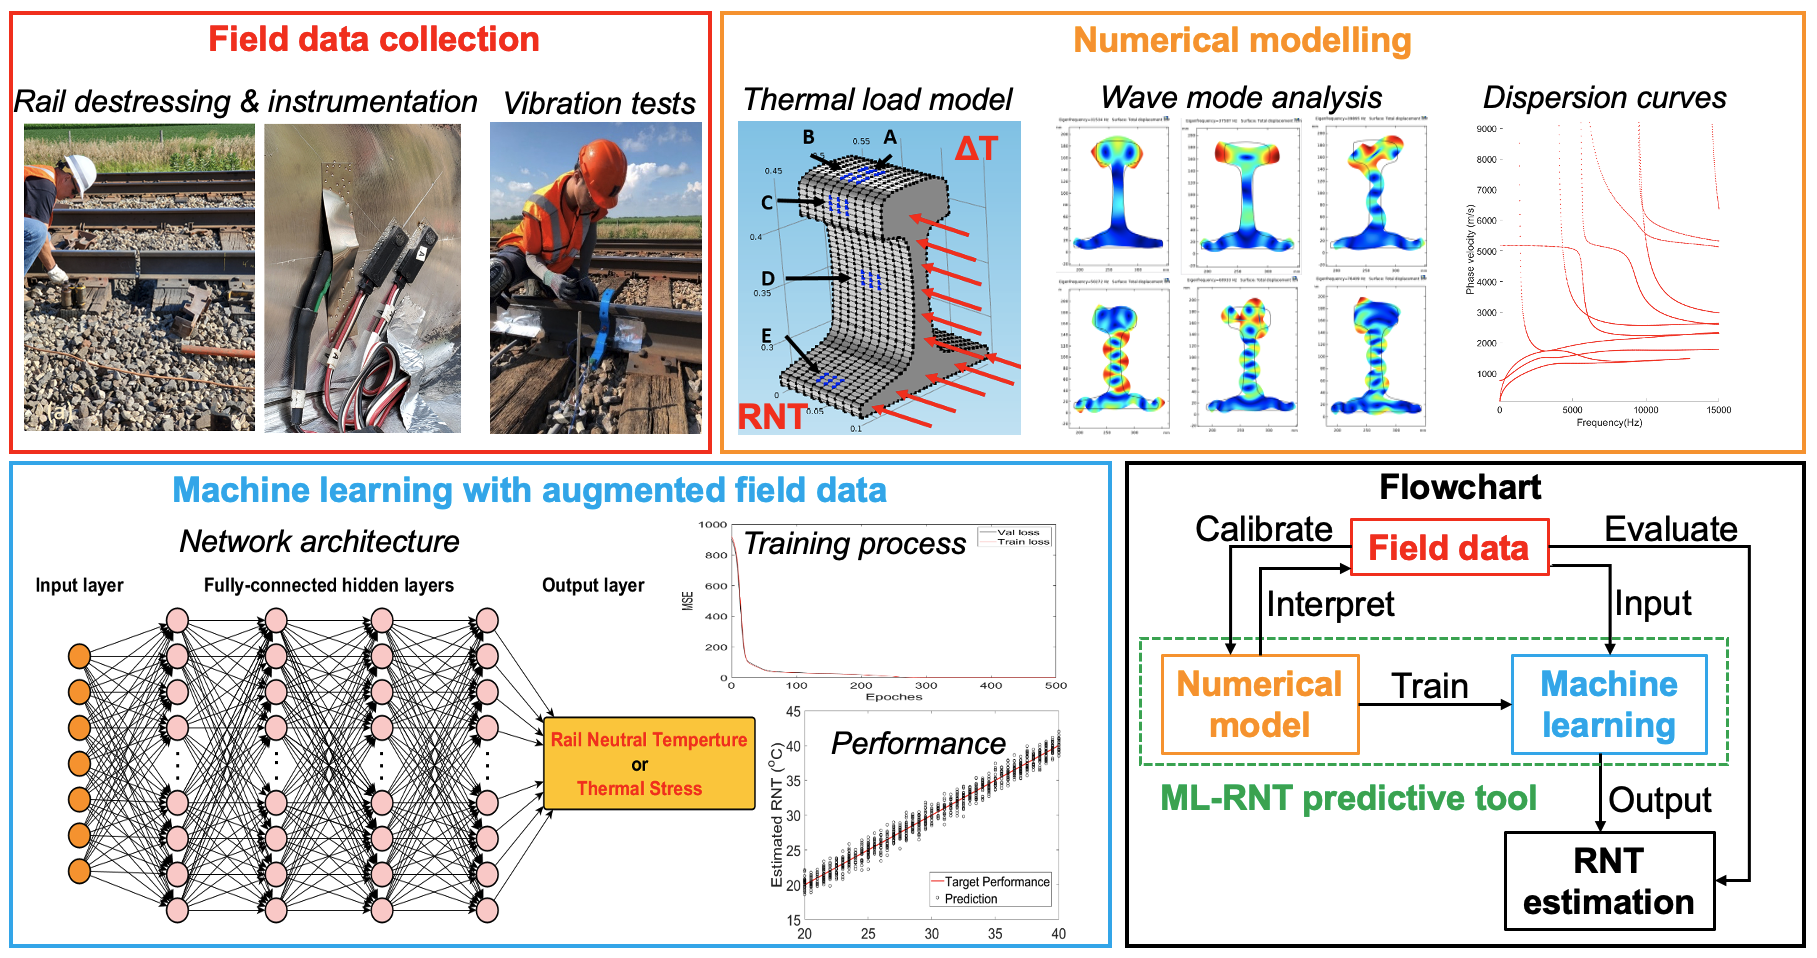 Field data collection
Rail destressing & instrumentation
Vibration tests
A
A
Numerical modelling
Thermal load model
Wave mode analysis
Dispersion curves
B
A
0.55
0.45
C
0.4
D
0.35
E
0.3
0
0.05
0.1
ΔT
RNT
9000
8000
7000
6000
5000
4000
3000
2000
1000
Phase velocity (m/s)
0
5000
10000
15000
Frequency(Hz)
Machine learning with augmented field data
Network architecture
Input layer
Fully-connected hidden layers
Output layer
Rail Neutral Temperture
or
Thermal Stress
Training process
Val loss
Train loss
1000
800
600
400
200
0
MSE
0
100
200
300
400
500
Epoches
Performance
45
40
35
30
25
20
15
Estimated RNT (°C)
Target Performance
Prediction
20
25
30
35
40
Flowchart
Calibrate
Field data
Evaluate
Interpret
Input
Numerical
model
Train
Machine
learning
ML-RNT predictive tool
Output
RNT
estimation